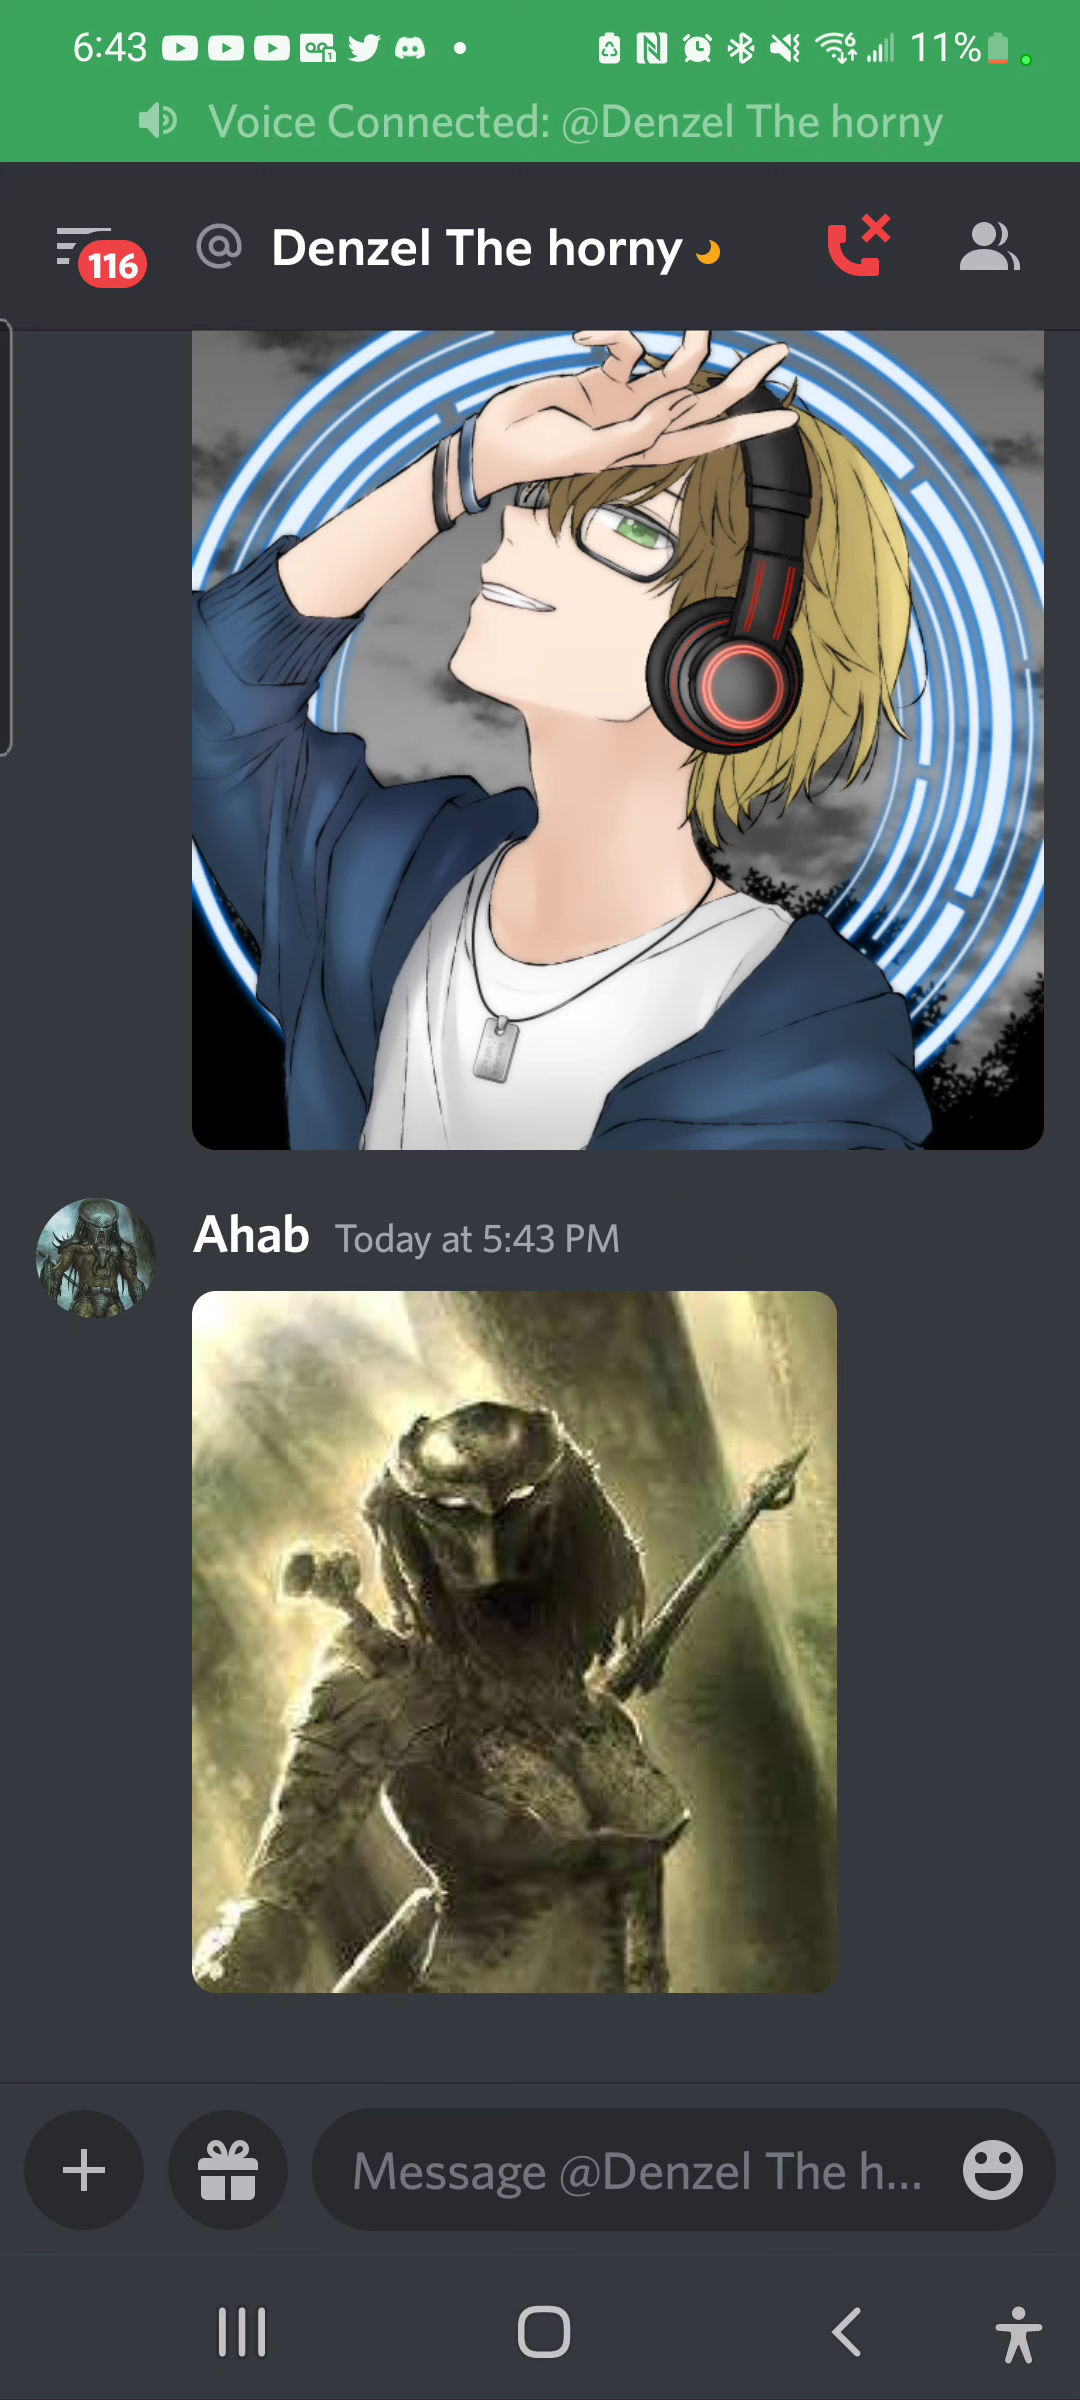 6:43
11%
Voice Connected: @Denzel The horny
116
@ Denzel The horny
Ahab Today at 5:43 PM
Message @Denzel The h...